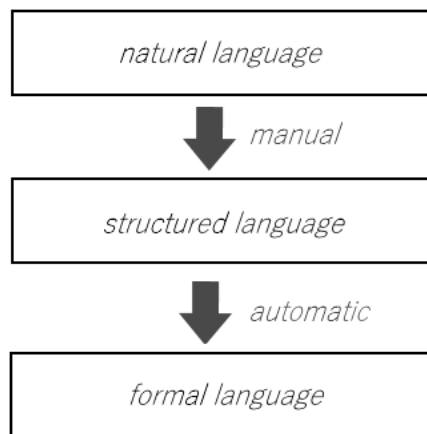 natural language
manual
structured language
automatic
formal language